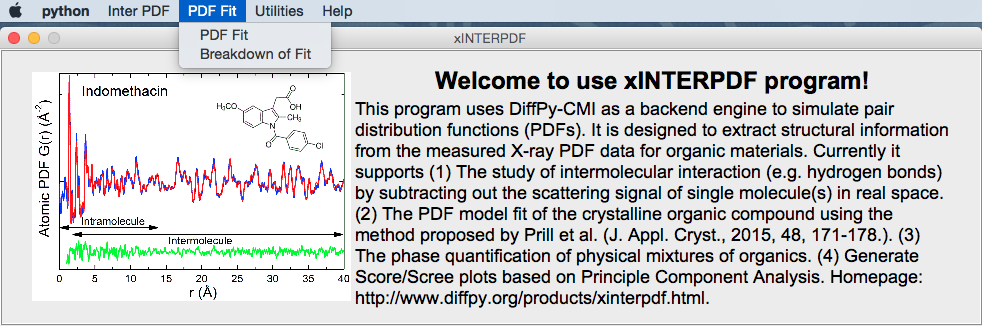 python Inter PDF PDF Fit Utilities Help
PDF Fit
Breakdown of Fit
xINTERPDF
Indomethacin
H₃CO
O
OH
CH₃
N
O
Cl
Atomic PDF G(r) (Å⁻²)
Intramolecule
Intermolecule
0 5 10 15 20 25 30 35 40
r (Å)
Welcome to use xINTERPDF program!
This program uses DiffPy-CMI as a backend engine to simulate pair
distribution functions (PDFs). It is designed to extract structural information
from the measured X-ray PDF data for organic materials. Currently it
supports (1) The study of intermolecular interaction (e.g. hydrogen bonds)
by subtracting out the scattering signal of single molecule(s) in real space.
(2) The PDF model fit of the crystalline organic compound using the
method proposed by Prill et al. (J. Appl. Cryst., 2015, 48, 171-178.). (3)
The phase quantification of physical mixtures of organics. (4) Generate
Score/Scree plots based on Principle Component Analysis. Homepage:
http://www.diffpy.org/products/xinterpdf.html.